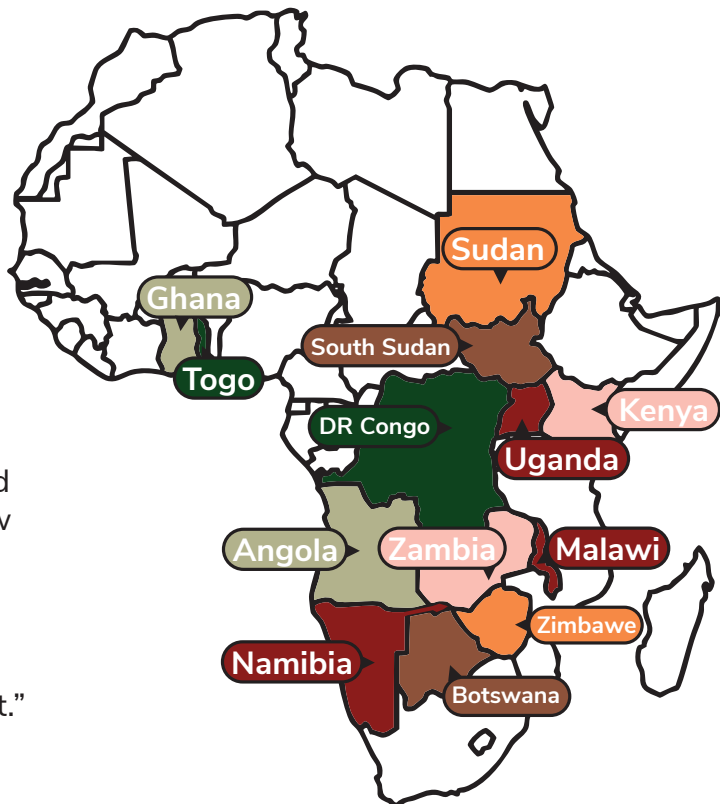 Sudan
Ghana
South Sudan
Togo
Kenya
DR Congo
Uganda
d
v
Angola
Zambia
Malawi
Zimbawe
Namibia
Botswana
t.”